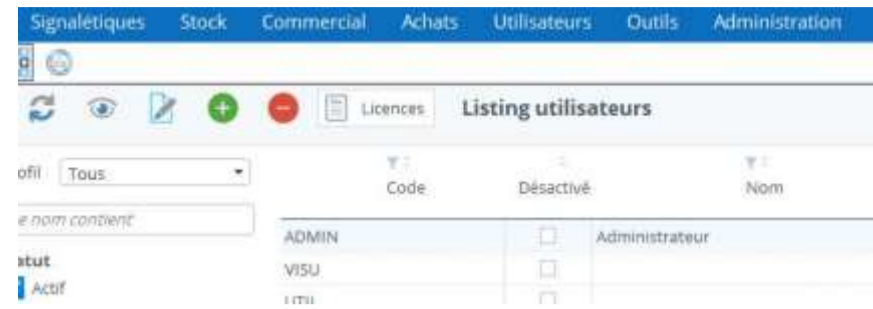 Signalétiques Stock Commercial Achats Utilisateurs Outils Administration
Licences Listing utilisateurs
ofil Tous
Code Désactivé Nom
e nom contient
ADMIN Administrateur
atut
VISU
Actif
UTIL